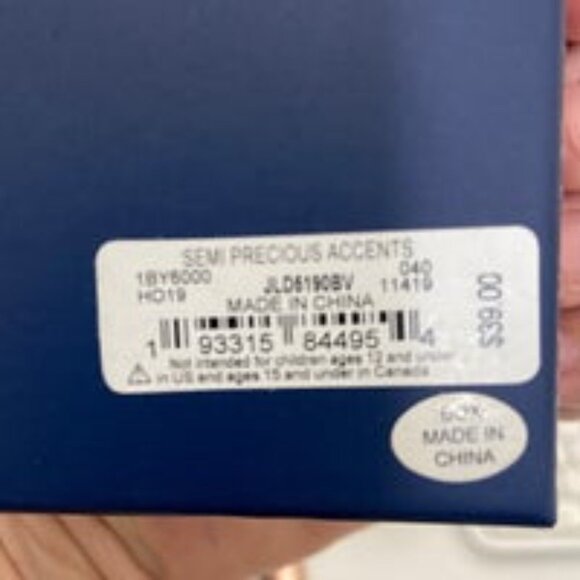 SEMI PRECIOUS ACCENTS
1BY6000 040
HO19 JLD6190BV 11419
MADE IN CHINA
1 93315 84495 4
Not intended for children ages 12 and under
in US and ages 15 and under in Canada
$39.00
BOX
MADE IN
CHINA